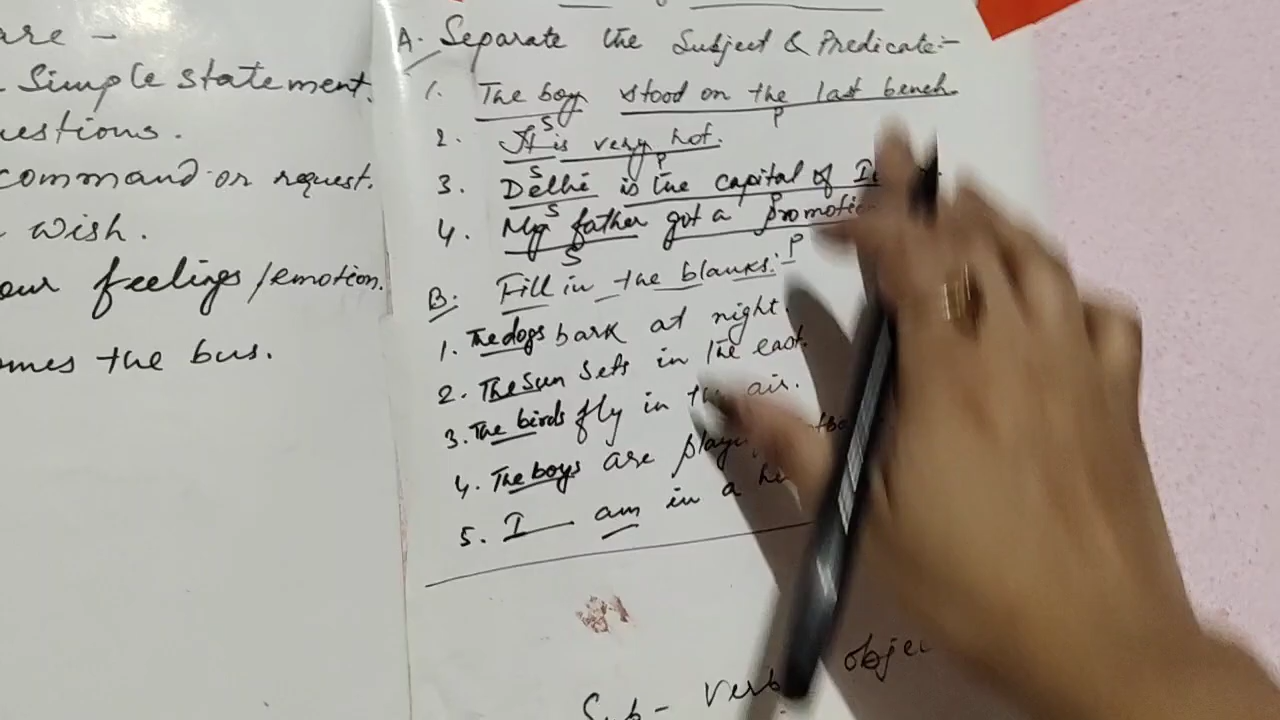 are -
Simple statement.
uestions.
command or request.
wish.
our feelings/emotion.
omes the bus.
A. Separate the Subject & Predicate:-
1. The boy stood on the last bench.
S P
2. It is very hot.
S P
3. Delhi is the capital of
S P
4. My father got a promotion
S P
B. Fill in the blanks:-
1. The dogs bark at night.
2. The Sun Sets in the east.
3. The birds fly in the air.
4. The boys are
5. I am in a
Sub - Verb obje